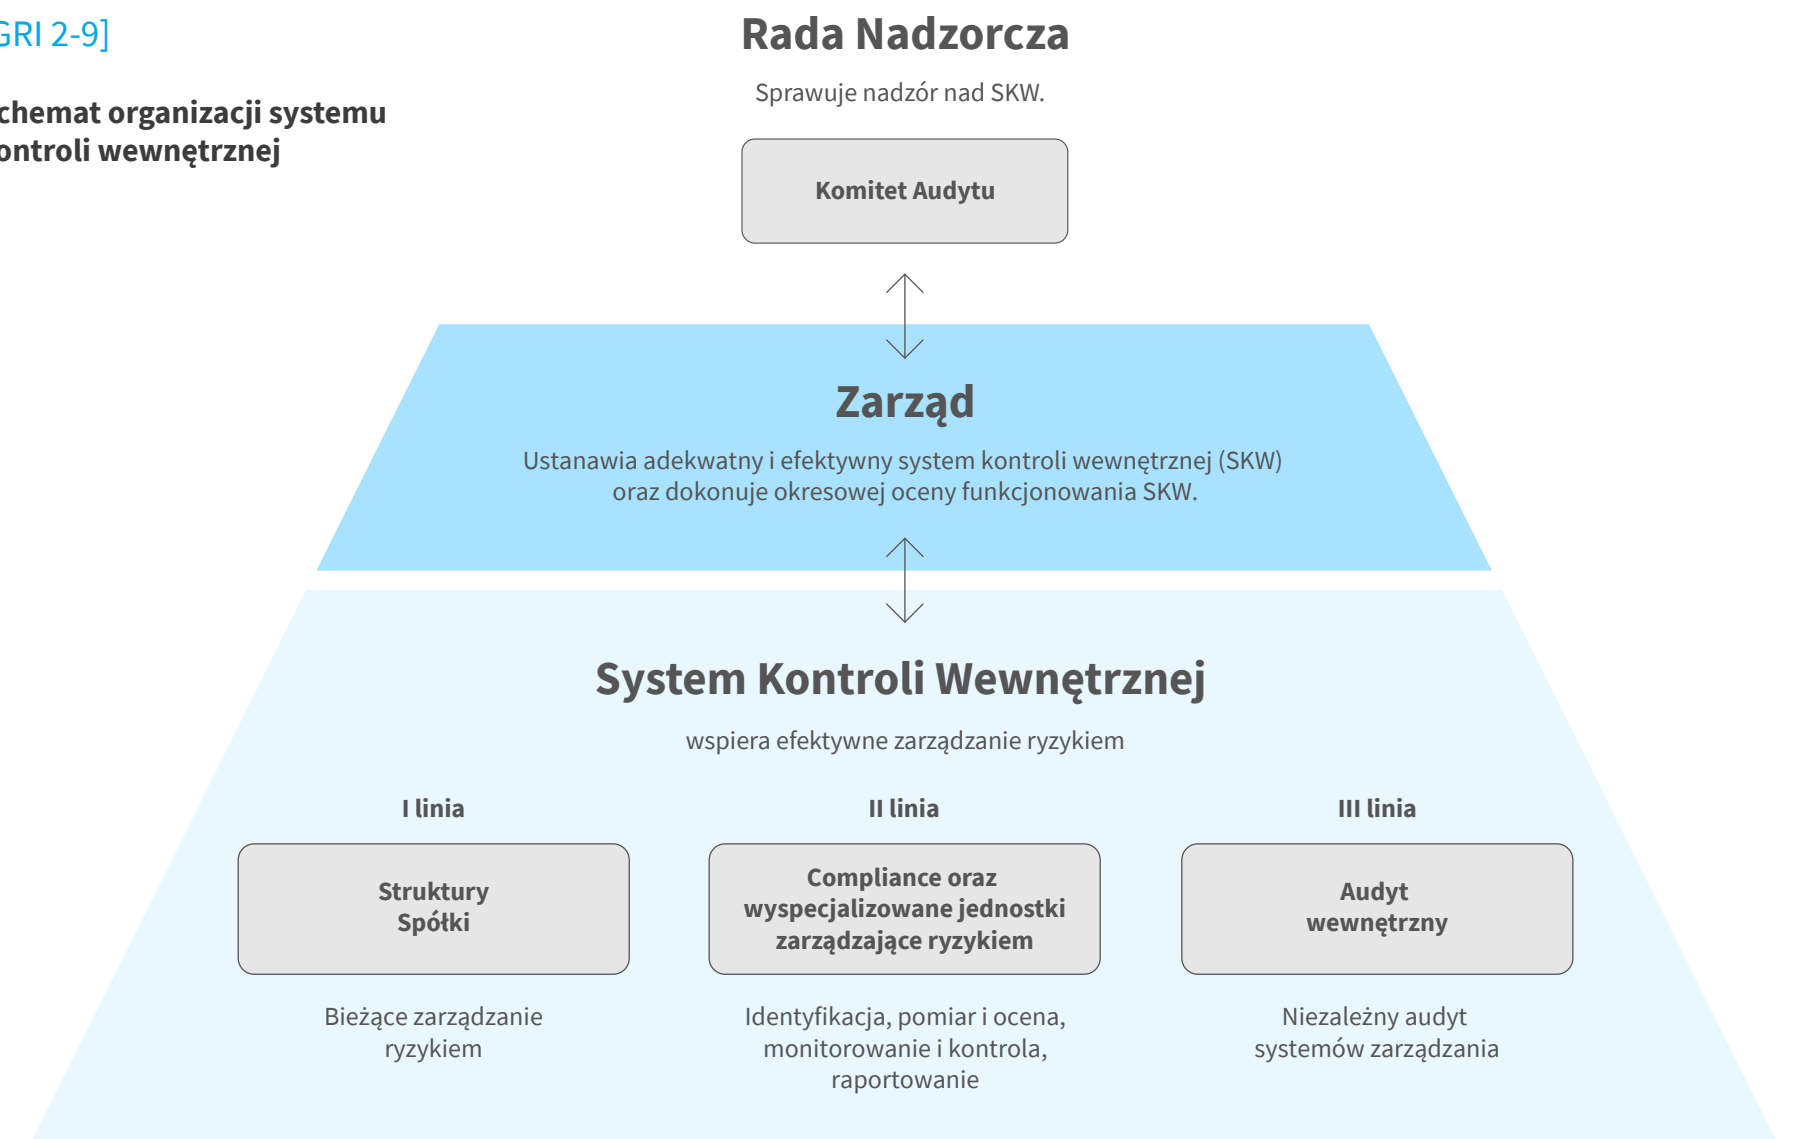 GRI 2-9]
chemat organizacji systemu
ontroli wewnętrznej
Rada Nadzorcza
Sprawuje nadzór nad SKW.
Komitet Audytu
Zarząd
Ustanawia adekwatny i efektywny system kontroli wewnętrznej (SKW)
oraz dokonuje okresowej oceny funkcjonowania SKW.
System Kontroli Wewnętrznej
wspiera efektywne zarządzanie ryzykiem
I linia
Struktury
Spółki
Bieżące zarządzanie
ryzykiem
II linia
Compliance oraz
wyspecjalizowane jednostki
zarządzające ryzykiem
Identyfikacja, pomiar i ocena,
monitorowanie i kontrola,
raportowanie
III linia
Audyt
wewnętrzny
Niezależny audyt
systemów zarządzania